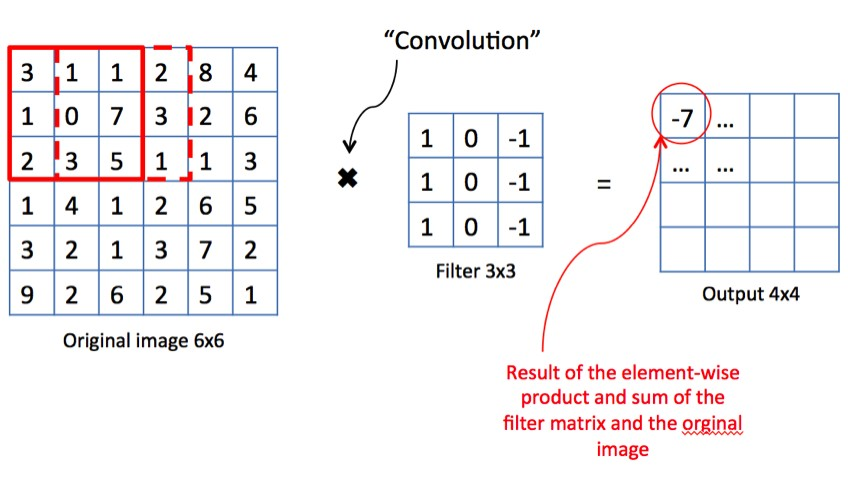 “Convolution”
3 1 1 2 8 4
1 0 7 3 2 6
2 3 5 1 1 3
1 4 1 2 6 5
3 2 1 3 7 2
9 2 6 2 5 1
Original image 6x6
×
1 0 -1
1 0 -1
1 0 -1
Filter 3x3
=
-7 ...
... ...
Output 4x4
Result of the element-wise
product and sum of the
filter matrix and the orginal
image